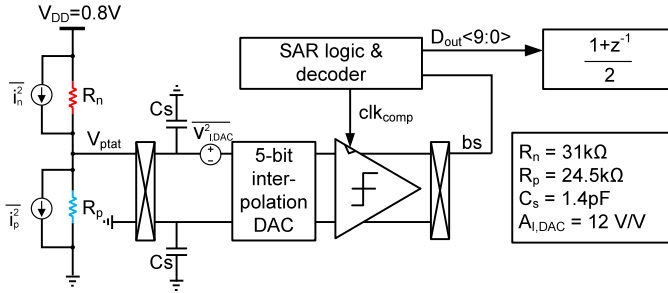 V_DD=0.8V
i_n^2
R_n
V_ptat
i_p^2
R_p
Cs
v^2_I,DAC
Cs
5-bit
inter-
polation
DAC
SAR logic &
decoder
clk_comp
D_out<9:0>
bs
1+z^-1
2
R_n = 31kΩ
R_p = 24.5kΩ
C_s = 1.4pF
A_I,DAC = 12 V/V